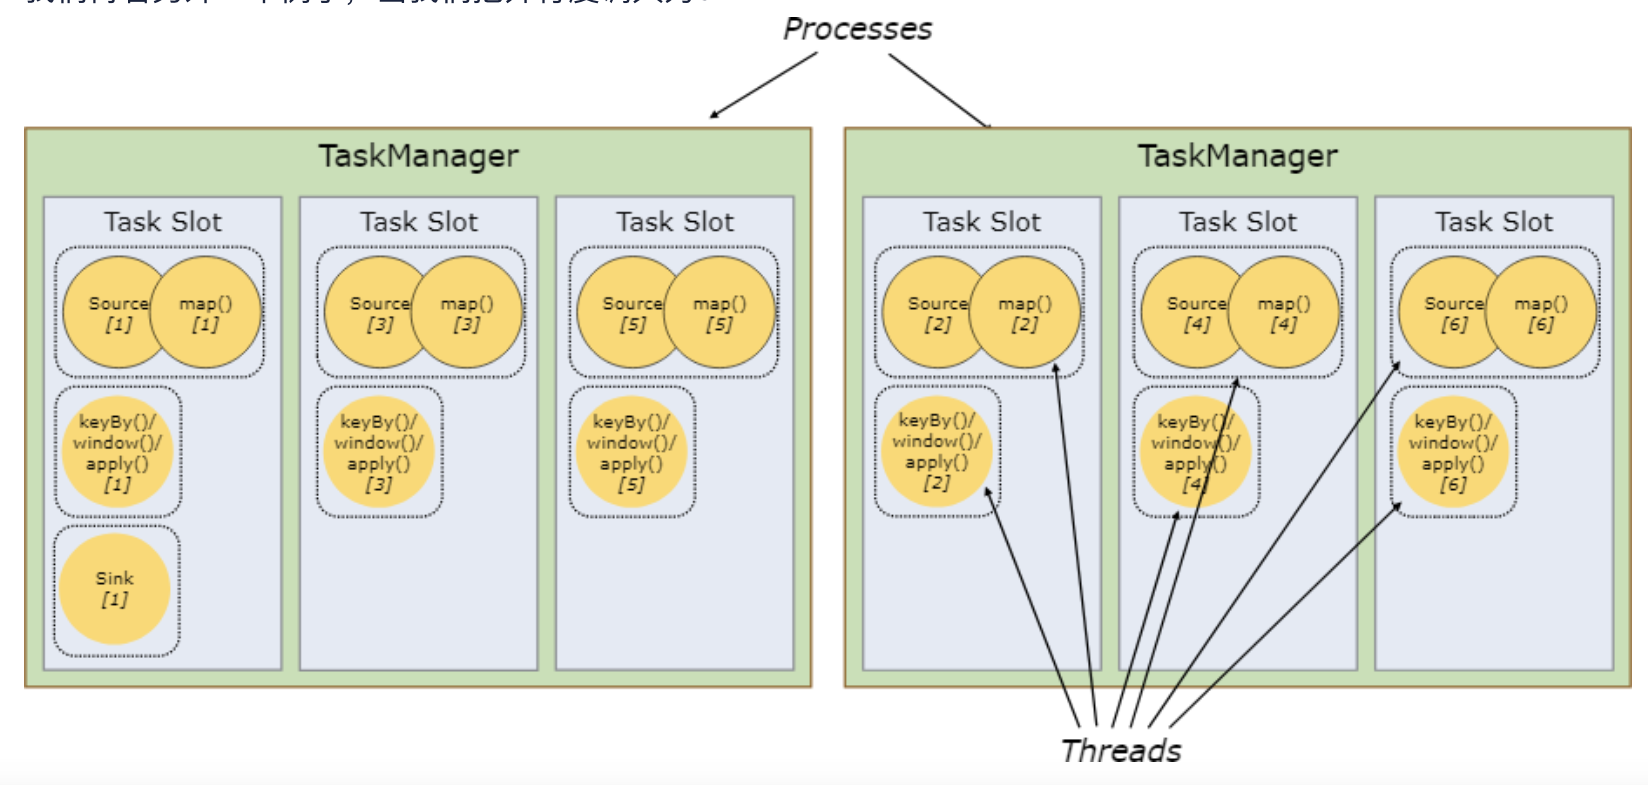 Processes
TaskManager
Task Slot
Source
[1]
map()
[1]
keyBy()/
window()/
apply()
[1]
Sink
[1]
Task Slot
Source
[3]
map()
[3]
keyBy()/
window()/
apply()
[3]
Task Slot
Source
[5]
map()
[5]
keyBy()/
window()/
apply()
[5]
TaskManager
Task Slot
Source
[2]
map()
[2]
keyBy()/
window()/
apply()
[2]
Task Slot
Source
[4]
map()
[4]
keyBy()/
window()/
apply()
[4]
Task Slot
Source
[6]
map()
[6]
keyBy()/
window()/
apply()
[6]
Threads